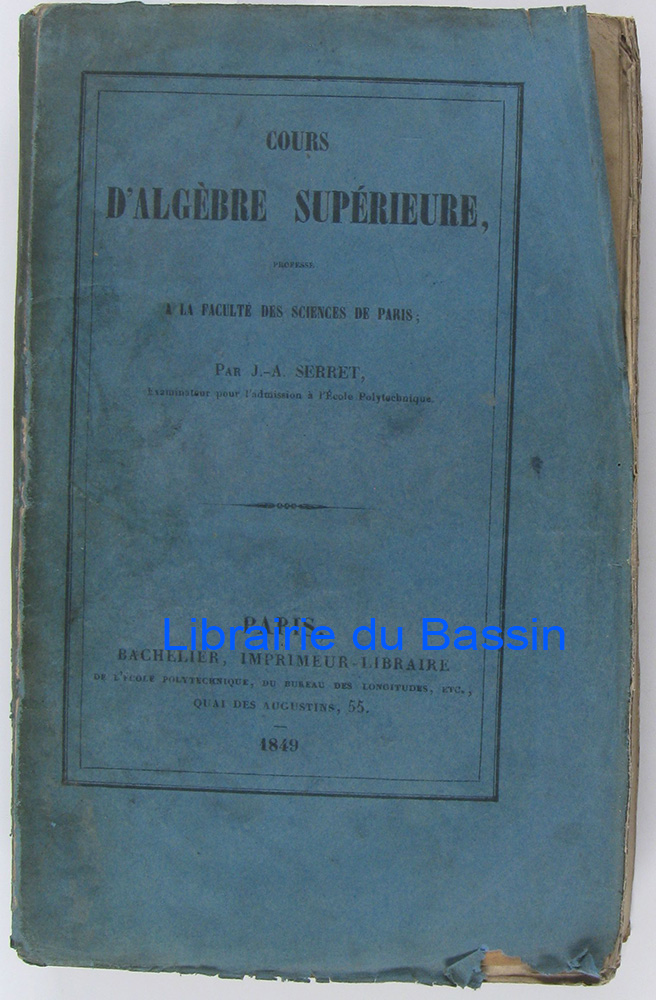 COURS
D'ALGÈBRE SUPÉRIEURE,
PROFESSÉ
A LA FACULTÉ DES SCIENCES DE PARIS;
PAR J.-A. SERRET,
Examinateur pour l'admission à l'École Polytechnique.
PARIS,
Librairie du Bassin
BACHELIER, IMPRIMEUR-LIBRAIRE
DE L'ÉCOLE POLYTECHNIQUE, DU BUREAU DES LONGITUDES, ETC.,
QUAI DES AUGUSTINS, 55.
1849